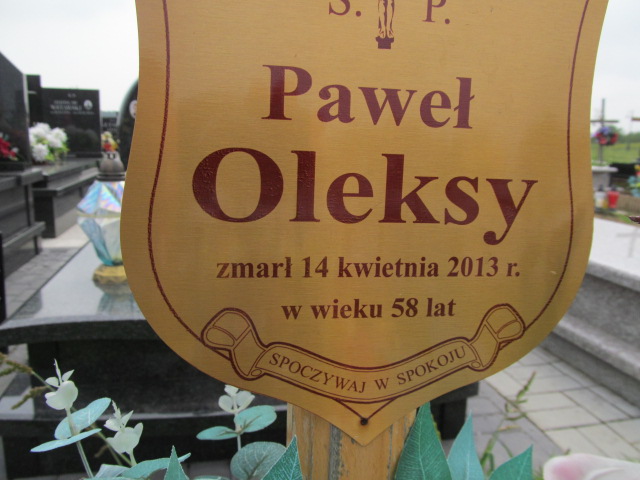 Ś. P.
Paweł
Oleksy
zmarł 14 kwietnia 2013 r.
w wieku 58 lat
SPOCZYWAJ W SPOKOJU